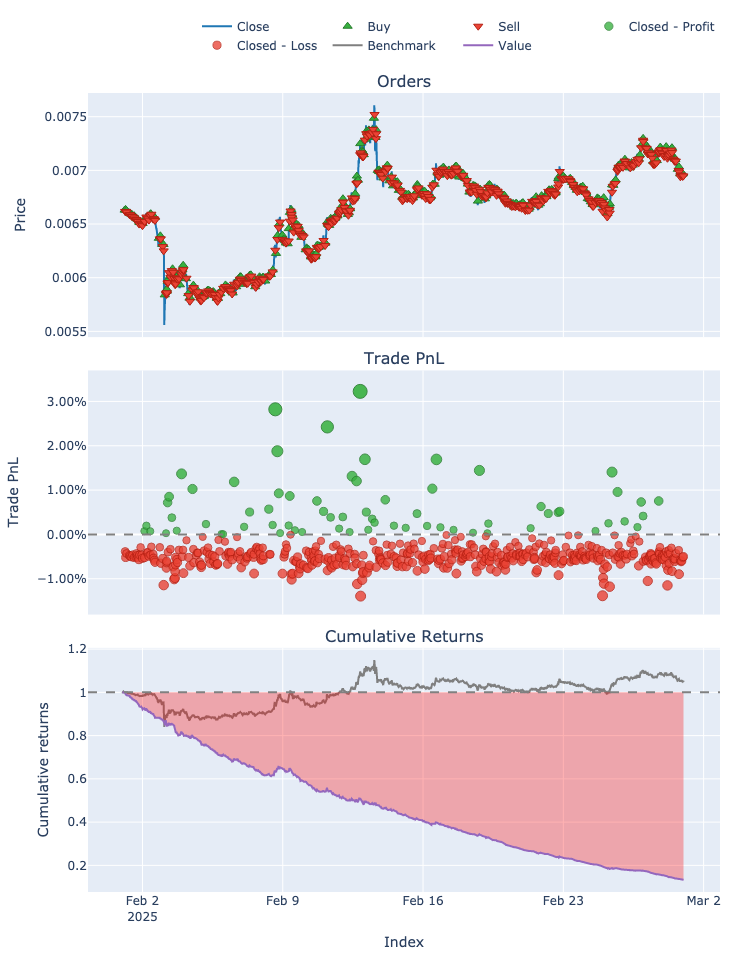 Close Buy Sell Closed - Profit
Closed - Loss Benchmark Value
Orders
0.0075
0.007
0.0065
0.006
0.0055
Price
Trade PnL
3.00%
2.00%
1.00%
0.00%
−1.00%
Trade PnL
Cumulative Returns
1.2
1
0.8
0.6
0.4
0.2
Cumulative returns
Feb 2 Feb 9 Feb 16 Feb 23 Mar 2
2025
Index